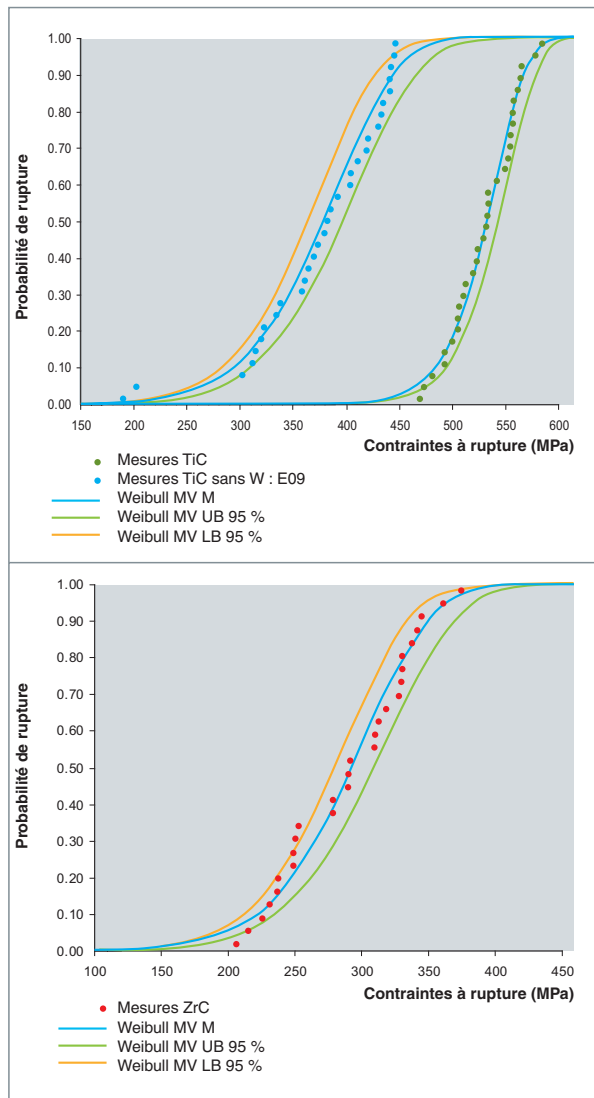 Probabilité de rupture
1.00
0.90
0.80
0.70
0.60
0.50
0.40
0.30
0.20
0.10
0.00
150 200 250 300 350 400 450 500 550 600
Contraintes à rupture (MPa)
Mesures TiC
Mesures TiC sans W : E09
Weibull MV M
Weibull MV UB 95 %
Weibull MV LB 95 %
Probabilité de rupture
1.00
0.90
0.80
0.70
0.60
0.50
0.40
0.30
0.20
0.10
0.00
100 200 250 300 350 400 450
Contraintes à rupture (MPa)
Mesures ZrC
Weibull MV M
Weibull MV UB 95 %
Weibull MV LB 95 %